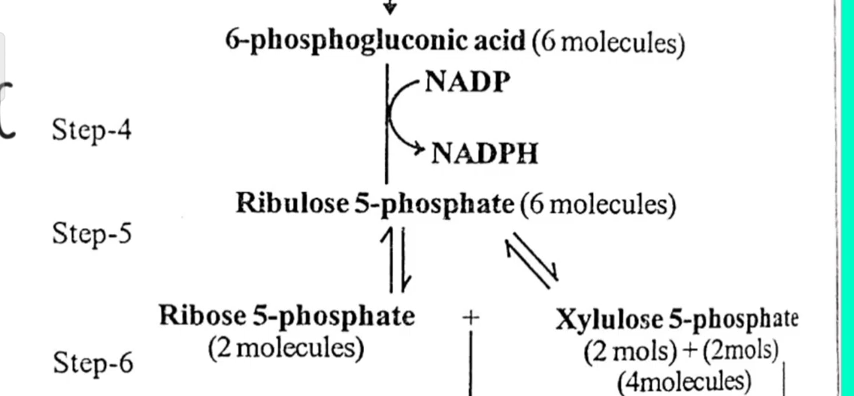 6-phosphogluconic acid (6 molecules)
NADP
Step-4
NADPH
Ribulose 5-phosphate (6 molecules)
Step-5
Ribose 5-phosphate + Xylulose 5-phosphate
(2 molecules) (2 mols) + (2mols)
Step-6
(4molecules)